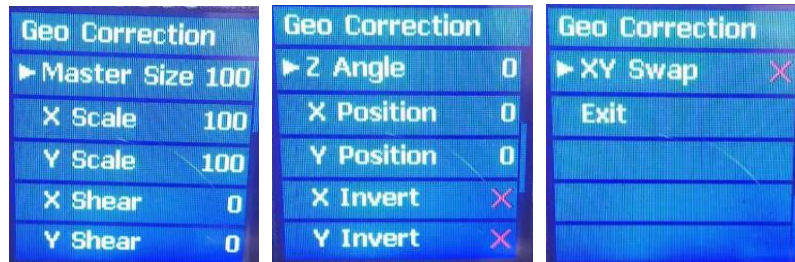 Geo Correction
Master Size 100
X Scale 100
Y Scale 100
X Shear 0
Y Shear 0
Geo Correction
Z Angle 0
X Position 0
Y Position 0
X Invert
Y Invert
Geo Correction
XY Swap
Exit